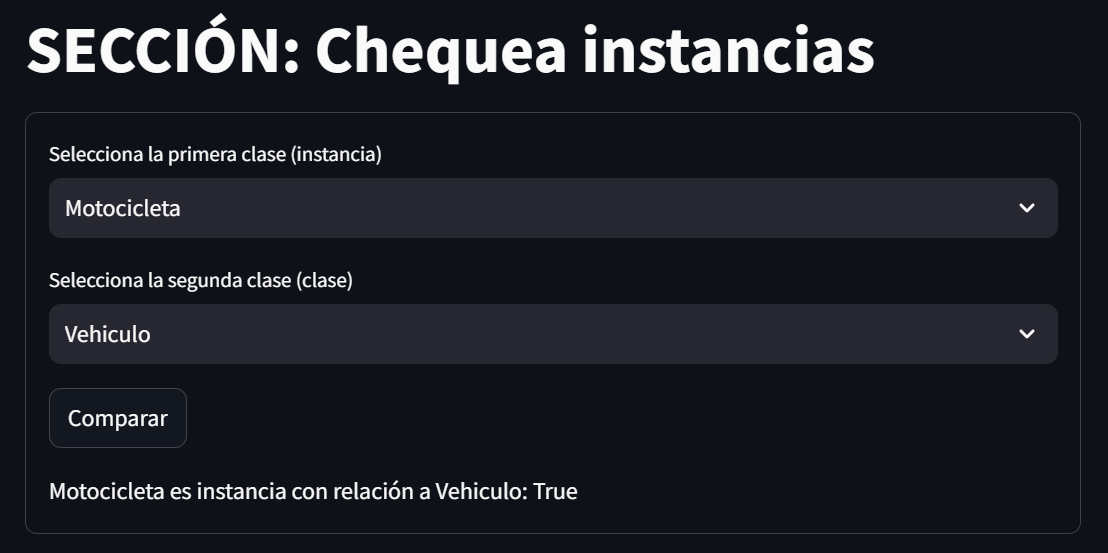 SECCIÓN: Chequea instancias
Selecciona la primera clase (instancia)
Motocicleta
Selecciona la segunda clase (clase)
Vehiculo
Comparar
Motocicleta es instancia con relación a Vehiculo: True